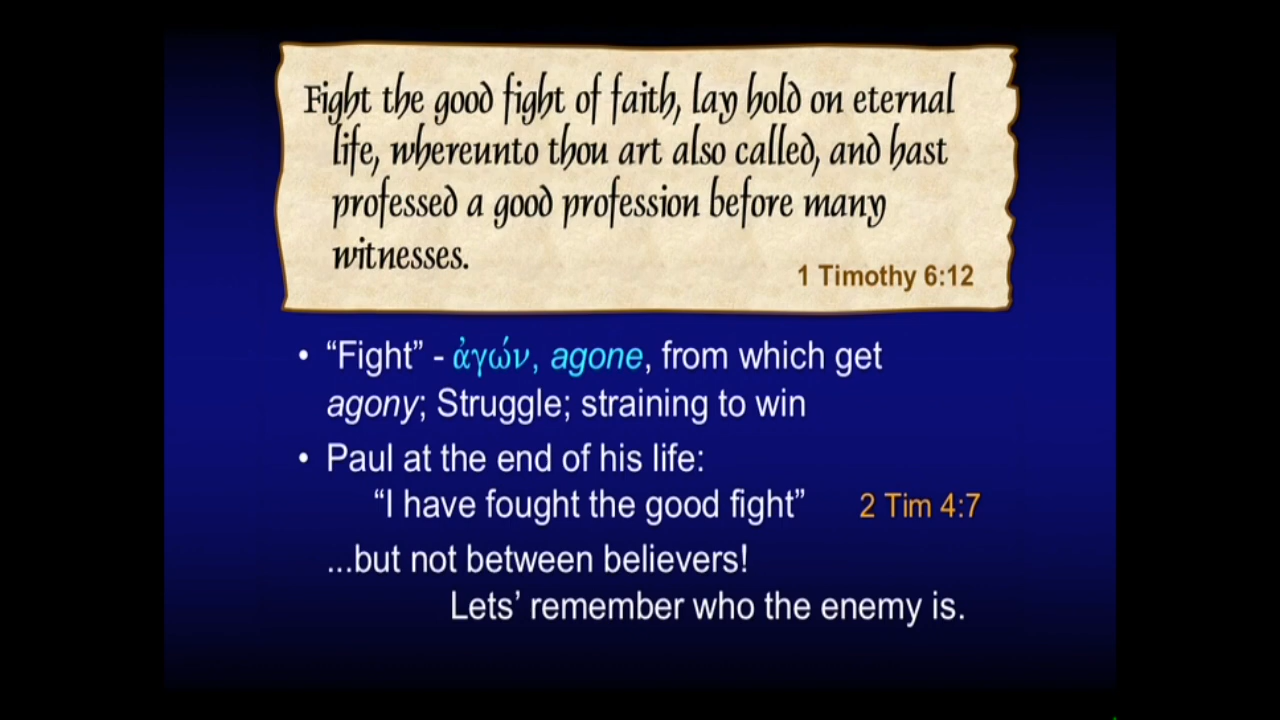 Fight the good fight of faith, lay hold on eternal
life, whereunto thou art also called, and hast
professed a good profession before many
witnesses.
1 Timothy 6:12
• “Fight” - ἀγών, agone, from which get
agony; Struggle; straining to win
• Paul at the end of his life:
“I have fought the good fight” 2 Tim 4:7
...but not between believers!
Lets’ remember who the enemy is.